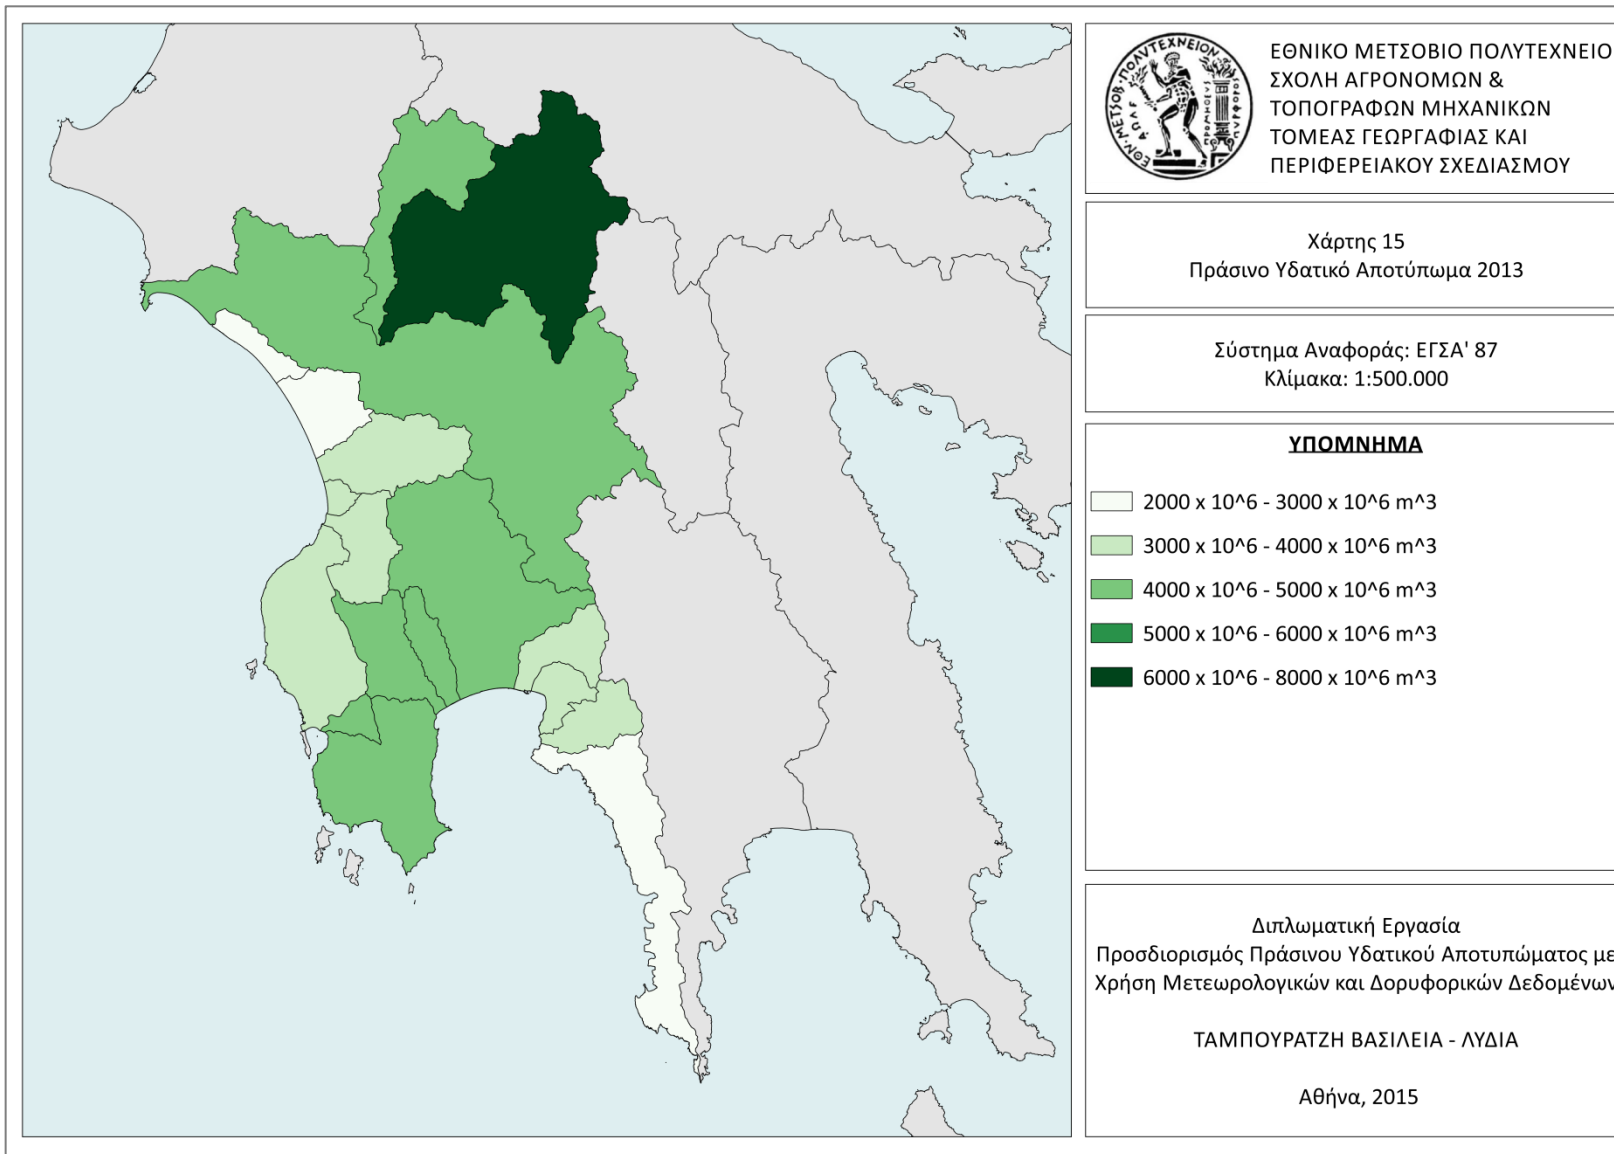 ΕΘΝΙΚΟ ΜΕΤΣΟΒΙΟ ΠΟΛΥΤΕΧΝΕΙΟ
ΣΧΟΛΗ ΑΓΡΟΝΟΜΩΝ &
ΤΟΠΟΓΡΑΦΩΝ ΜΗΧΑΝΙΚΩΝ
ΤΟΜΕΑΣ ΓΕΩΡΓΑΦΙΑΣ ΚΑΙ
ΠΕΡΙΦΕΡΕΙΑΚΟΥ ΣΧΕΔΙΑΣΜΟΥ
Χάρτης 15
Πράσινο Υδατικό Αποτύπωμα 2013
Σύστημα Αναφοράς: ΕΓΣΑ' 87
Κλίμακα: 1:500.000
ΥΠΟΜΝΗΜΑ
2000 x 10^6 - 3000 x 10^6 m^3
3000 x 10^6 - 4000 x 10^6 m^3
4000 x 10^6 - 5000 x 10^6 m^3
5000 x 10^6 - 6000 x 10^6 m^3
6000 x 10^6 - 8000 x 10^6 m^3
Διπλωματική Εργασία
Προσδιορισμός Πράσινου Υδατικού Αποτυπώματος με
Χρήση Μετεωρολογικών και Δορυφορικών Δεδομένων
ΤΑΜΠΟΥΡΑΤΖΗ ΒΑΣΙΛΕΙΑ - ΛΥΔΙΑ
Αθήνα, 2015